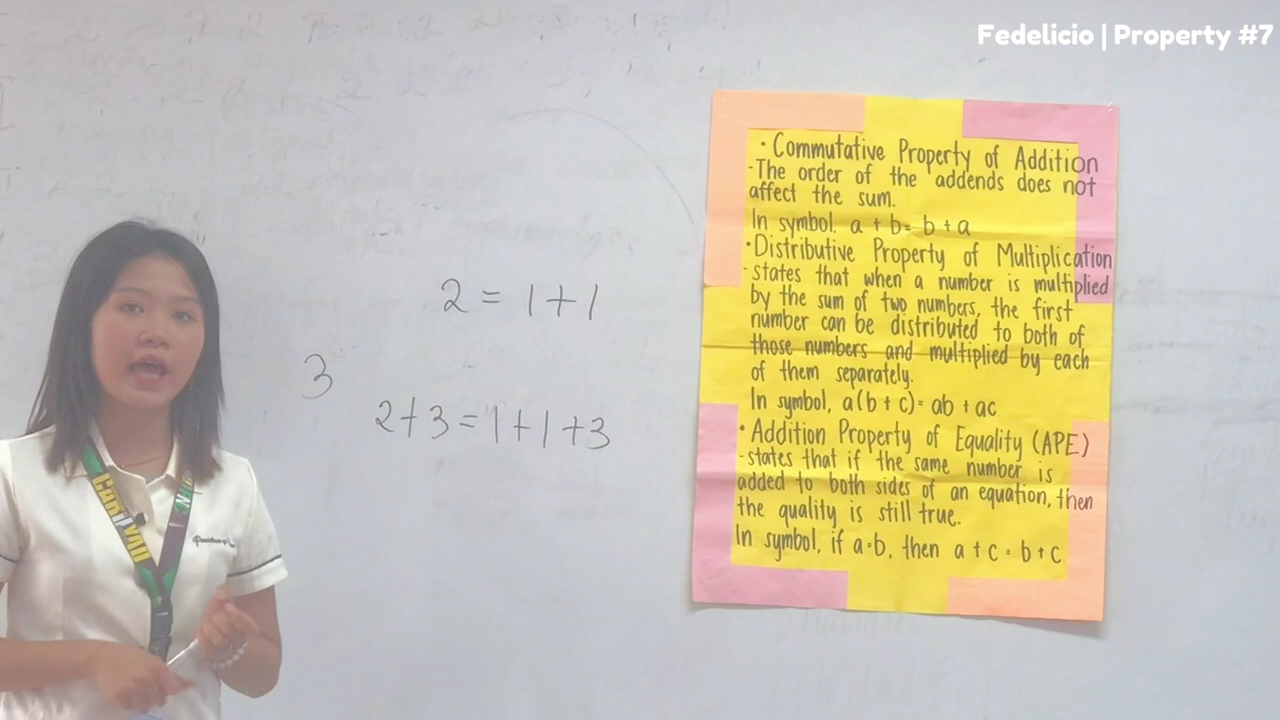 Fedelicio | Property #7
• Commutative Property of Addition
-The order of the addends does not
affect the sum.
In symbol. a + b = b + a
•Distributive Property of Multiplication
-states that when a number is multiplied
by the sum of two numbers, the first
number can be distributed to both of
those numbers and multiplied by each
of them separately.
In symbol, a(b + c) = ab + ac
• Addition Property of Equality (APE)
-states that if the same number is
added to both sides of an equation, then
the quality is still true.
In symbol, if a=b, then a + c = b + c.
2 = 1+1
3
2+3=1+1+3